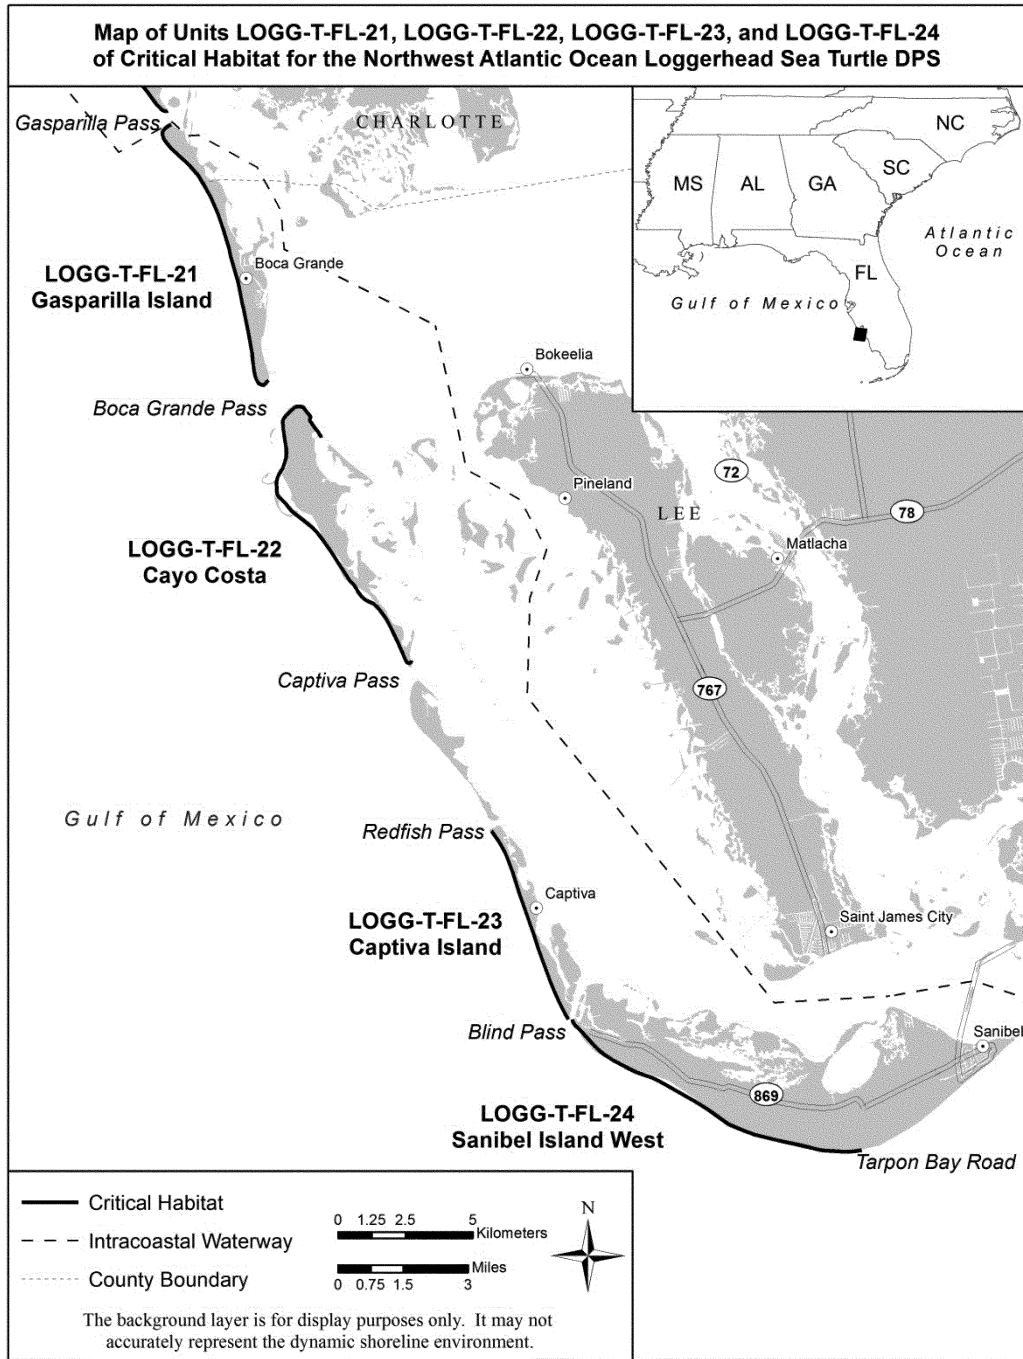 Map of Units LOGG-T-FL-21, LOGG-T-FL-22, LOGG-T-FL-23, and LOGG-T-FL-24
of Critical Habitat for the Northwest Atlantic Ocean Loggerhead Sea Turtle DPS
Gasparilla Pass
CHARLOTTE
NC
SC
MS
AL
GA
Atlantic
Ocean
FL
Gulf of Mexico
LOGG-T-FL-21
Gasparilla Island
Boca Grande
Bokeelia
Boca Grande Pass
72
Pineland
LEE
78
LOGG-T-FL-22
Cayo Costa
Matlacha
Captiva Pass
767
Gulf of Mexico
Redfish Pass
Captiva
LOGG-T-FL-23
Captiva Island
Saint James City
Blind Pass
Sanibel
869
LOGG-T-FL-24
Sanibel Island West
Tarpon Bay Road
Critical Habitat
Intracoastal Waterway
County Boundary
0 1.25 2.5 5
Kilometers
Miles
0 0.75 1.5 3
N
The background layer is for display purposes only. It may not
accurately represent the dynamic shoreline environment.